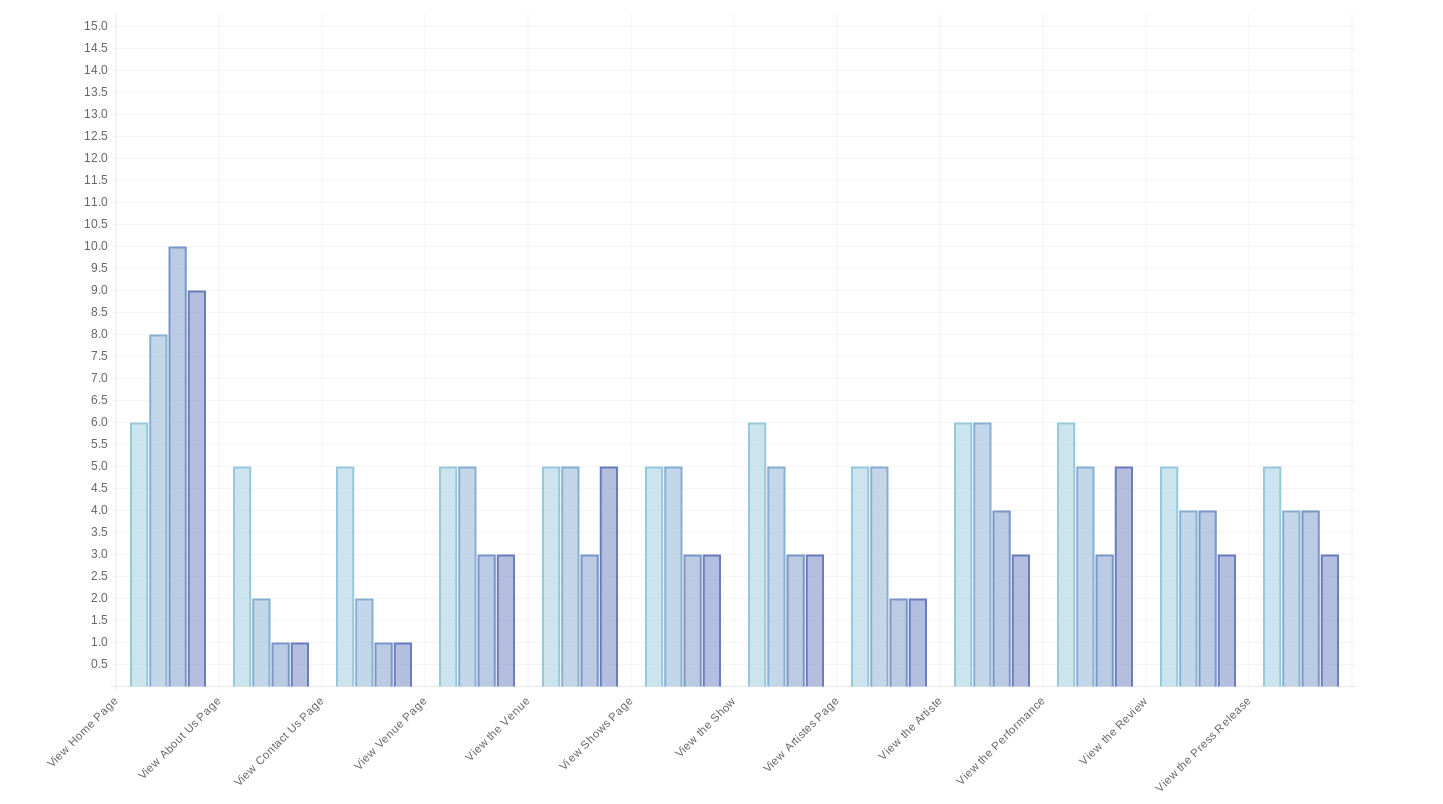 15.0
14.5
14.0
13.5
13.0
12.5
12.0
11.5
11.0
10.5
10.0
9.5
9.0
8.5
8.0
7.5
7.0
6.5
6.0
5.5
5.0
4.5
4.0
3.5
3.0
2.5
2.0
1.5
1.0
0.5
View Home Page
View About Us Page
View Contact Us Page
View Venue Page
View the Venue
View Shows Page
View the Show
View Artistes Page
View the Artiste
View the Performance
View the Review
View the Press Release